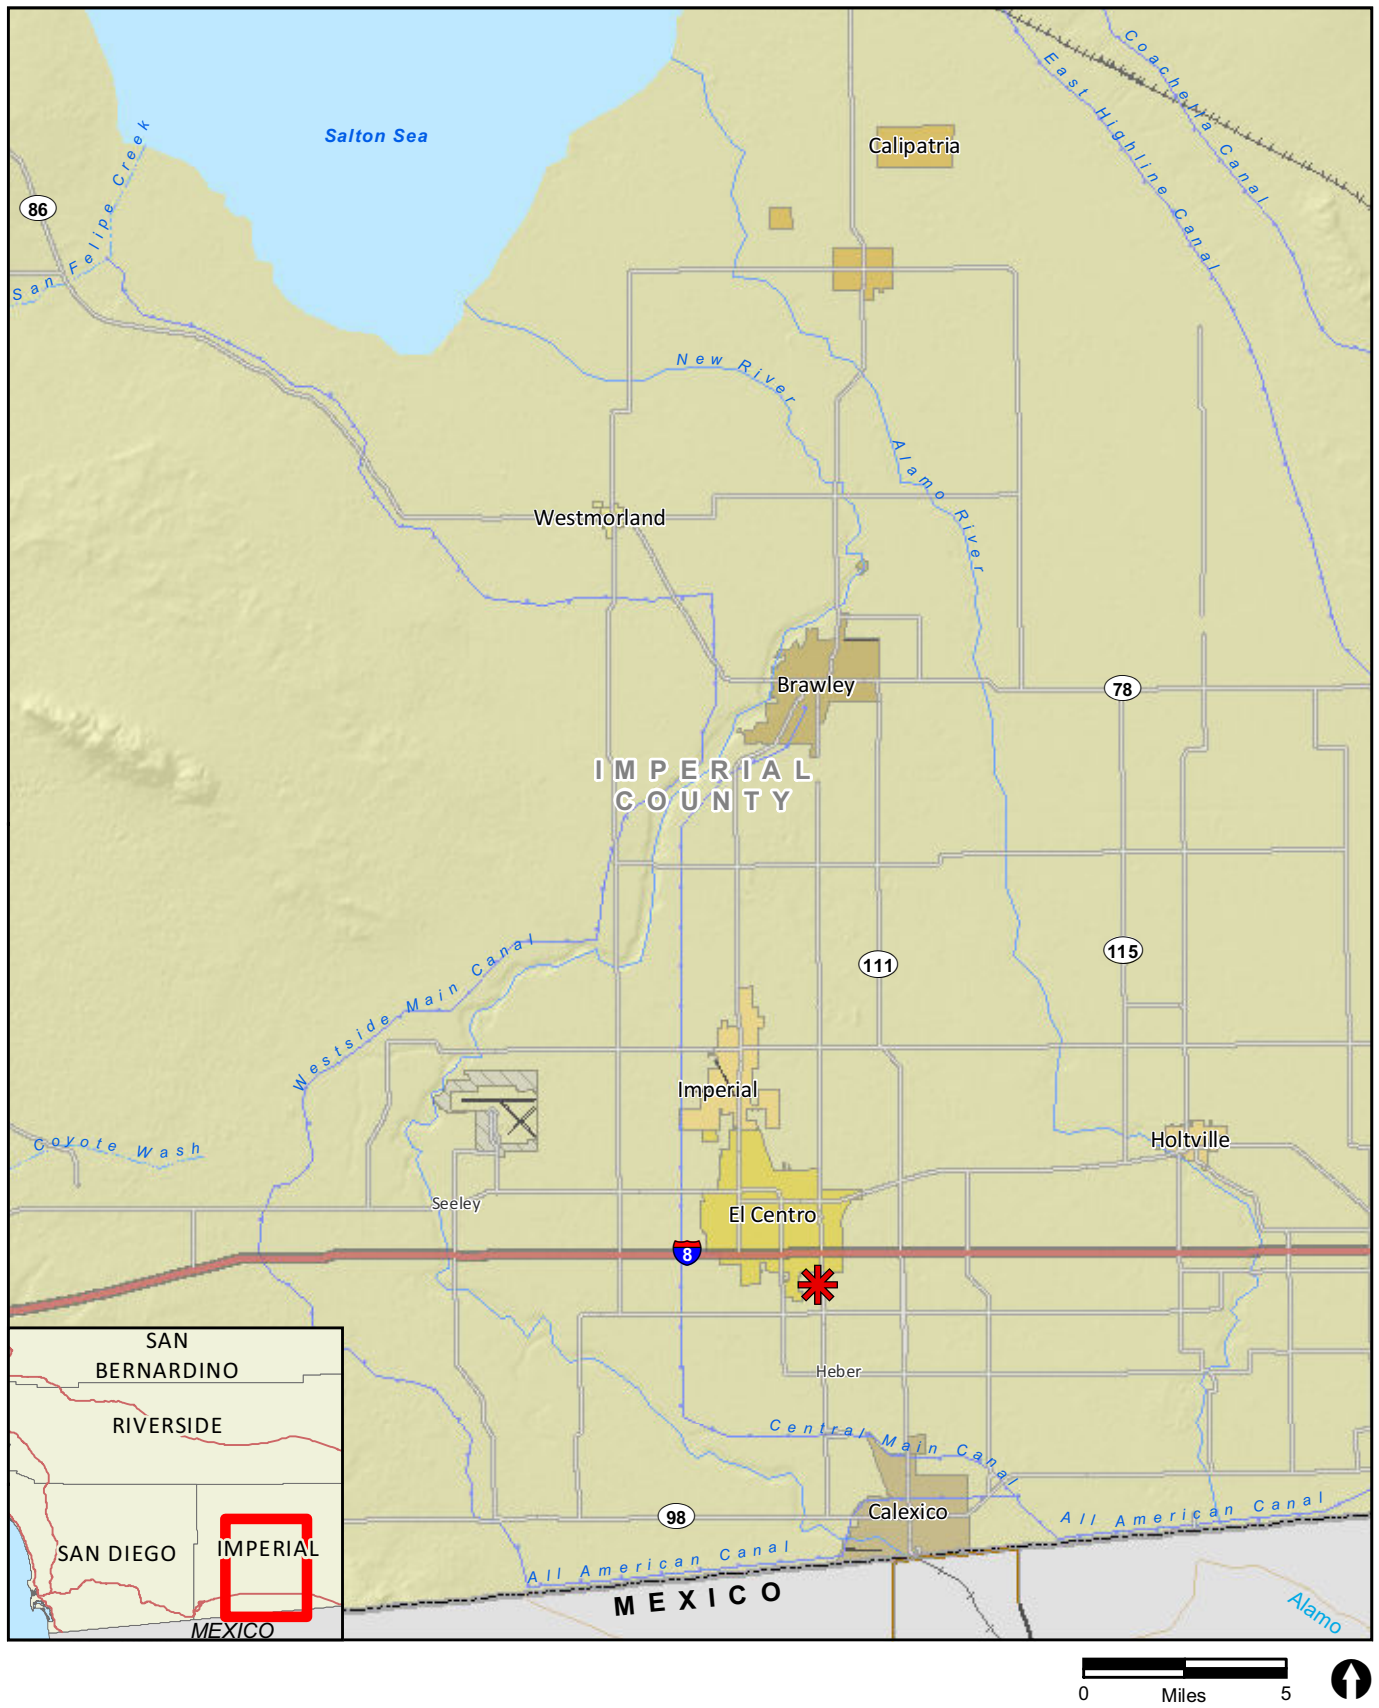 Salton Sea
Coachella Canal
East Highline Canal
Calipatria
San Felipe Creek
86
New River
Alamo River
Westmorland
Brawley
78
IMPERIAL
COUNTY
Westside Main Canal
111
115
Imperial
Coyote Wash
Holtville
Seeley
El Centro
8
Heber
Central Main Canal
98
Calexico
All American Canal
All American Canal
MEXICO
Alamo
SAN
BERNARDINO
RIVERSIDE
SAN DIEGO
IMPERIAL
MEXICO
0 Miles 5